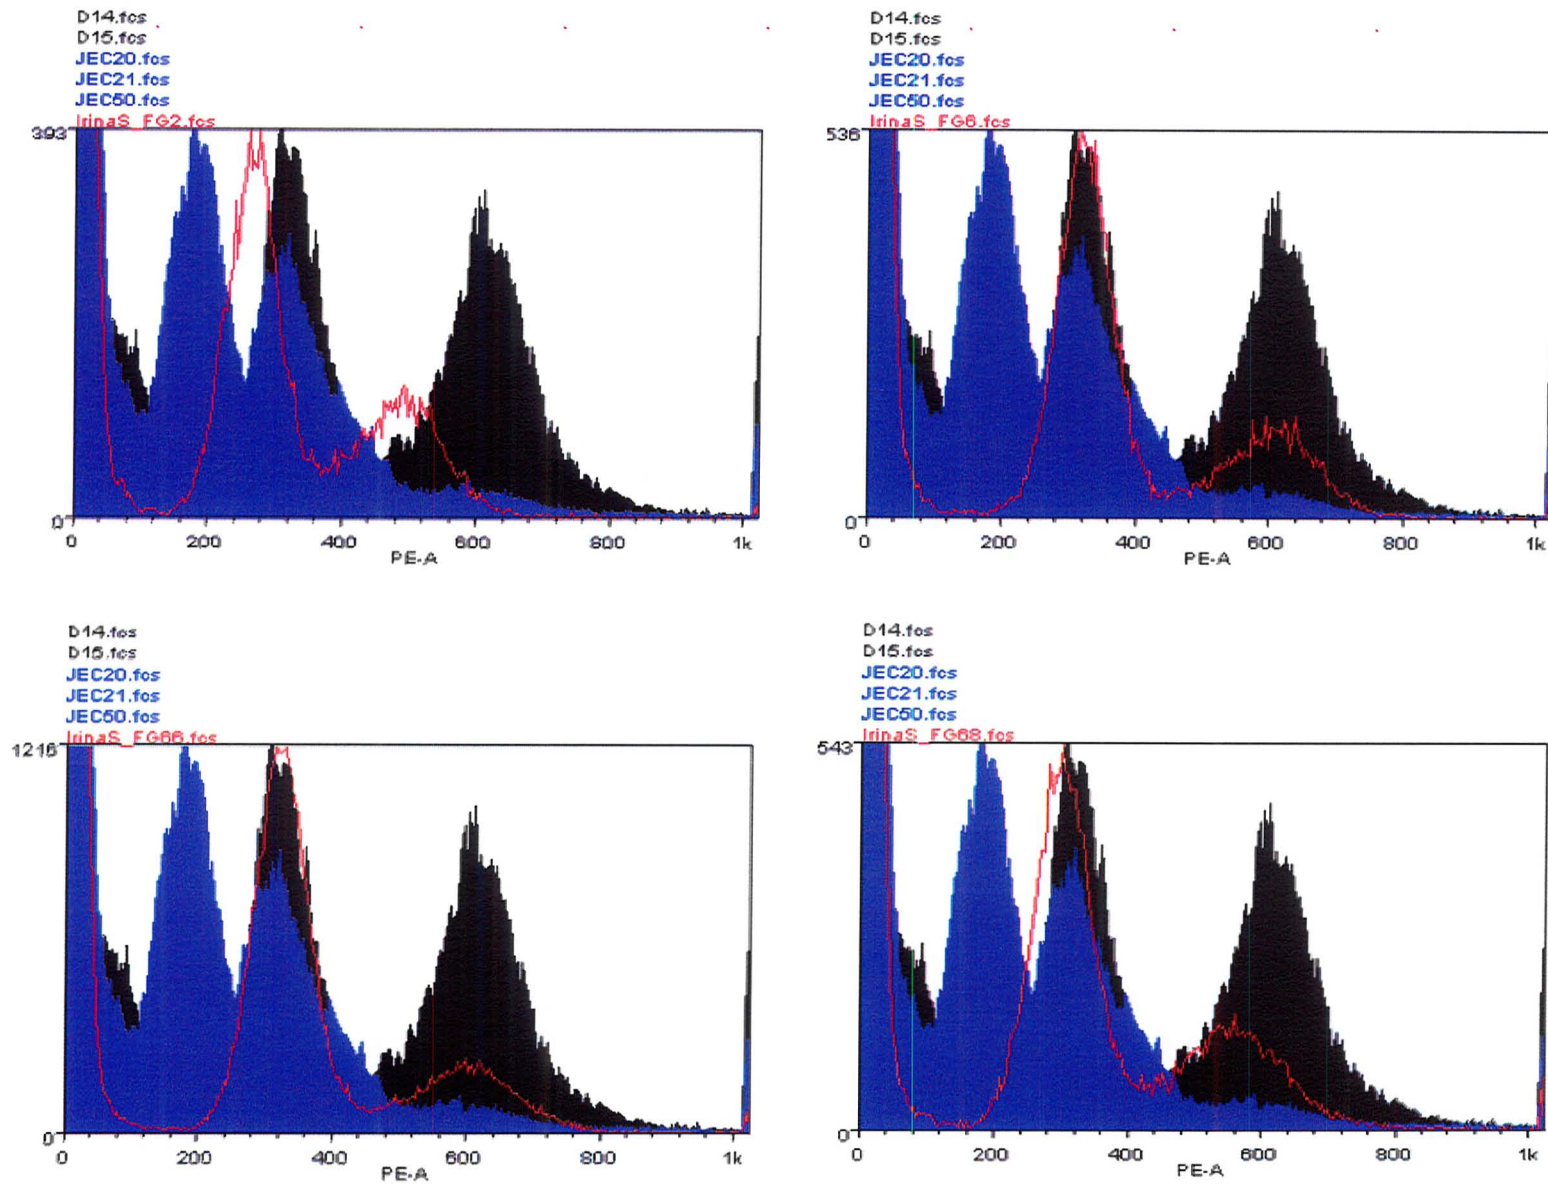 D14.fcs
D15.fcs
JEC20.fcs
JEC21.fcs
JEC50.fcs
IrinaS_FG2.fcs
393
0
0 200 400 600 800 1k
PE-A
D14.fcs
D15.fcs
JEC20.fcs
JEC21.fcs
JEC50.fcs
IrinaS_FG6.fcs
536
0
0 200 400 600 800 1k
PE-A
D14.fcs
D15.fcs
JEC20.fcs
JEC21.fcs
JEC50.fcs
IrinaS_FG66.fcs
1216
0
0 200 400 600 800 1k
PE-A
D14.fcs
D15.fcs
JEC20.fcs
JEC21.fcs
JEC50.fcs
IrinaS_FG68.fcs
543
0
0 200 400 600 800 1k
PE-A